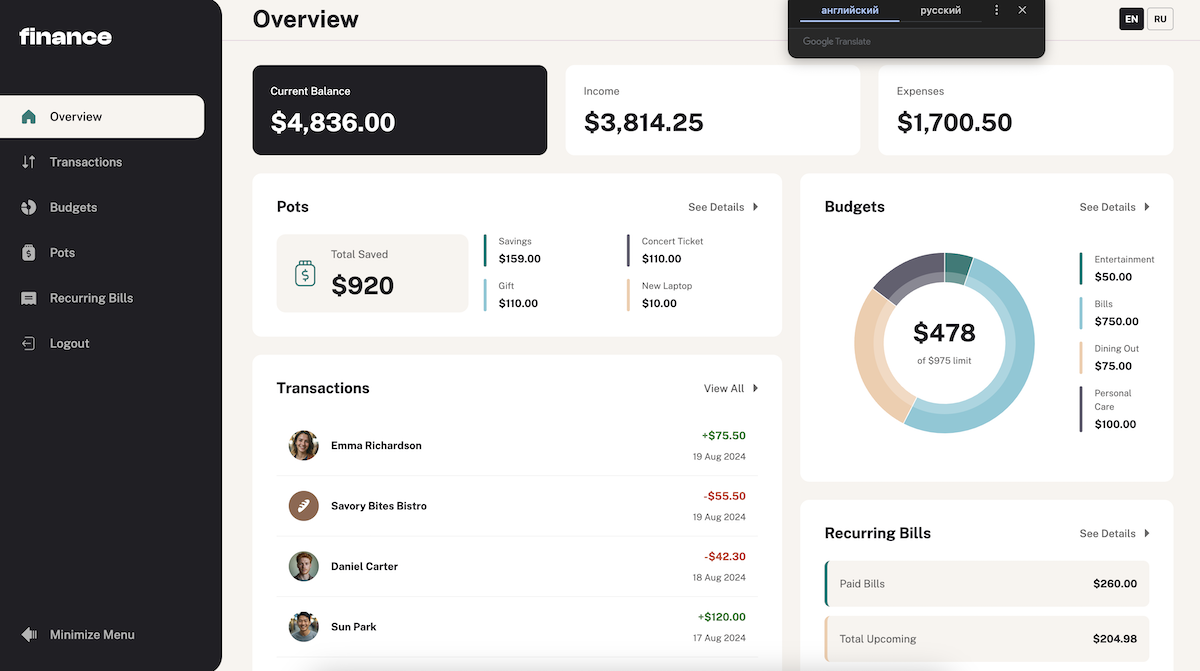 finance
Overview
Transactions
Budgets
Pots
Recurring Bills
Logout
Minimize Menu
Overview
английский
русский
Google Translate
EN
RU
Current Balance
$4,836.00
Income
$3,814.25
Expenses
$1,700.50
Pots
See Details
Total Saved
$920
Savings
$159.00
Concert Ticket
$110.00
Gift
$110.00
New Laptop
$10.00
Transactions
View All
Emma Richardson
+$75.50
19 Aug 2024
Savory Bites Bistro
-$55.50
19 Aug 2024
Daniel Carter
-$42.30
18 Aug 2024
Sun Park
+$120.00
17 Aug 2024
Budgets
See Details
$478
of $975 limit
Entertainment
$50.00
Bills
$750.00
Dining Out
$75.00
Personal
Care
$100.00
Recurring Bills
See Details
Paid Bills
$260.00
Total Upcoming
$204.98